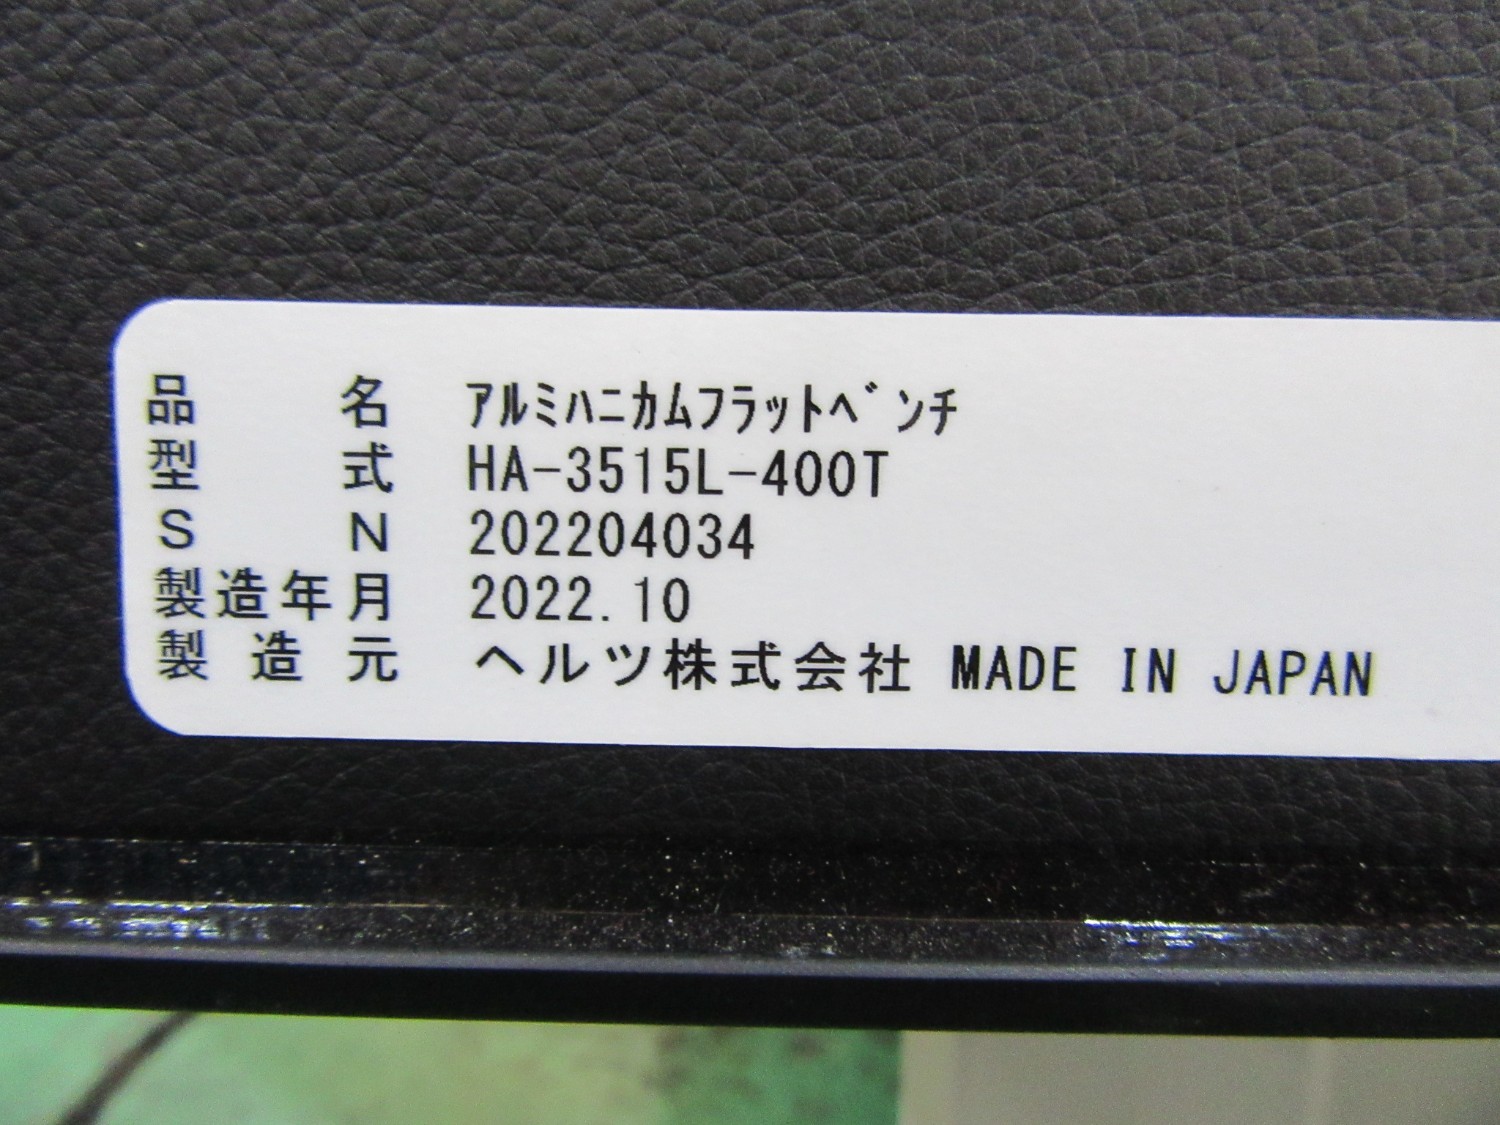 品名 ｱﾙﾐﾊﾆｶﾑﾌﾗｯﾄﾍﾞﾝﾁ
型式 HA-3515L-400T
SN 202204034
製造年月 2022.10
製造元 ヘルツ株式会社 MADE IN JAPAN